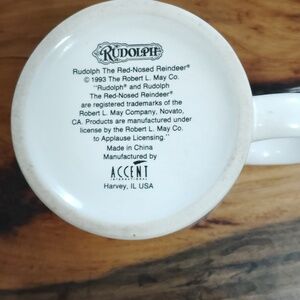 RUDOLPH
Rudolph The Red-Nosed Reindeer®
© 1993 The Robert L. May Co.
"Rudolph" and Rudolph
The Red-Nosed Reindeer®
are registered trademarks of the
Robert L. May Company, Novato,
CA. Products are manufactured under
license by the Robert L. May Co.
to Applause Licensing.™
Made in China
Manufactured by
ACCENT
INTERNATIONAL
Harvey, IL USA